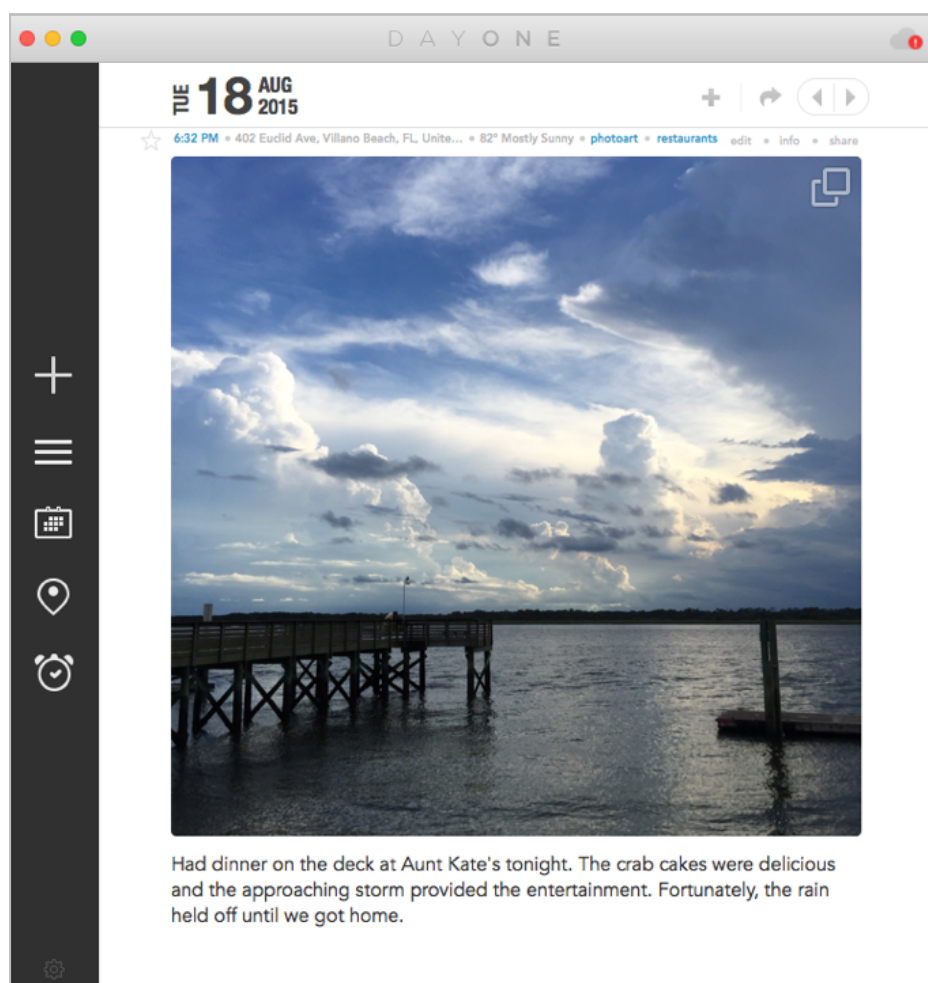 DAYONE
TUE 18 AUG 2015
6:32 PM • 402 Euclid Ave, Villano Beach, FL, Unite... • 82° Mostly Sunny • photoart • restaurants edit • info • share
Had dinner on the deck at Aunt Kate's tonight. The crab cakes were delicious
and the approaching storm provided the entertainment. Fortunately, the rain
held off until we got home.